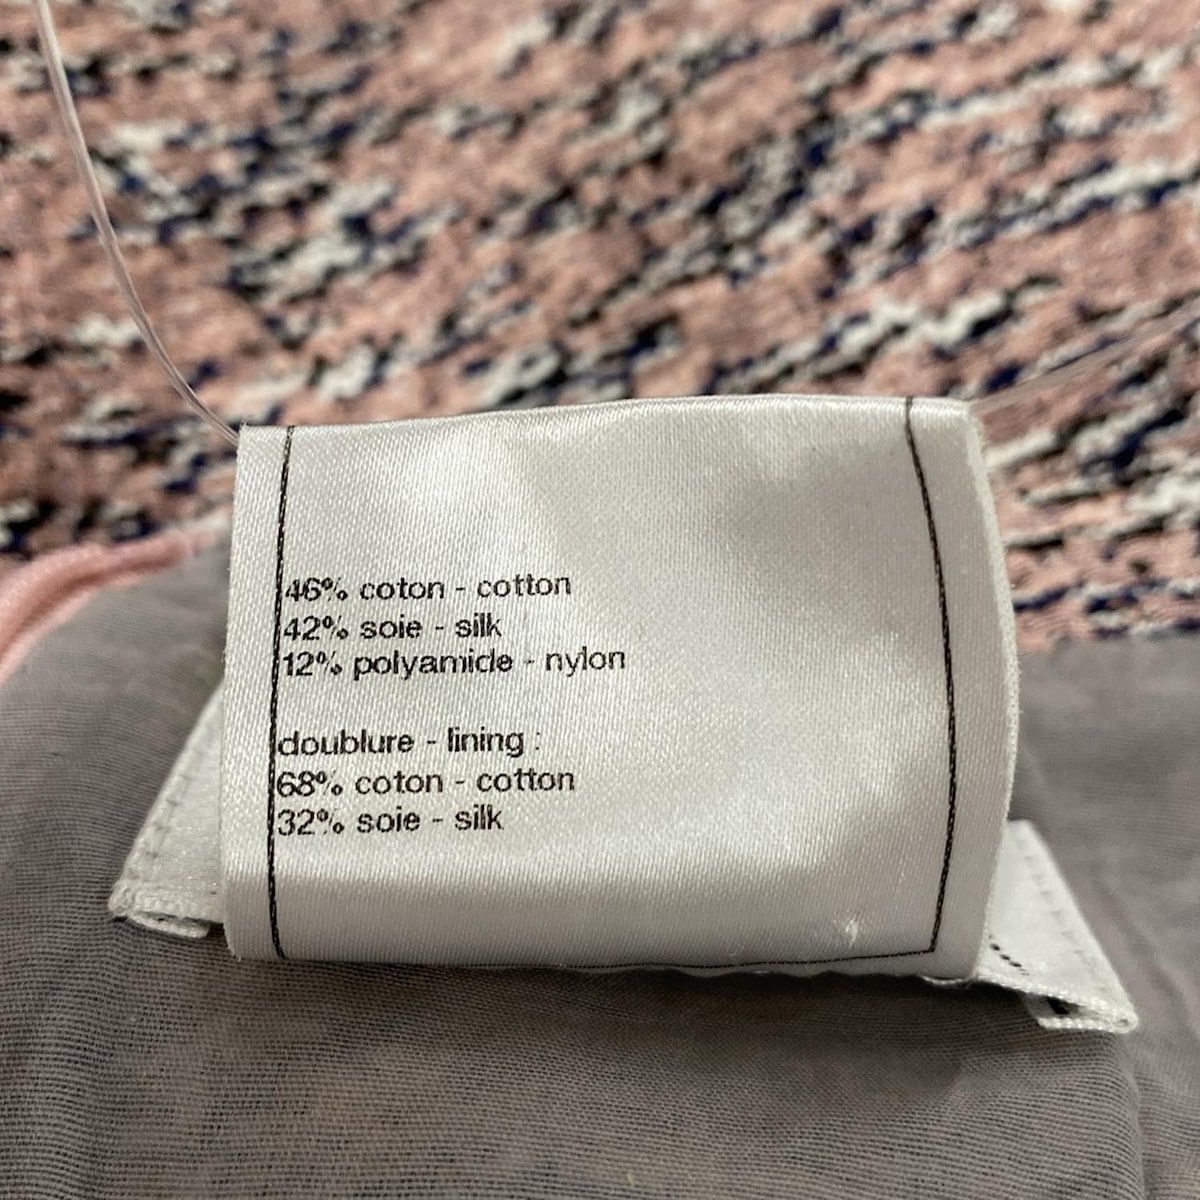 46% coton - cotton
42% soie - silk
12% polyamide - nylon
doublure - lining :
68% coton - cotton
32% soie - silk